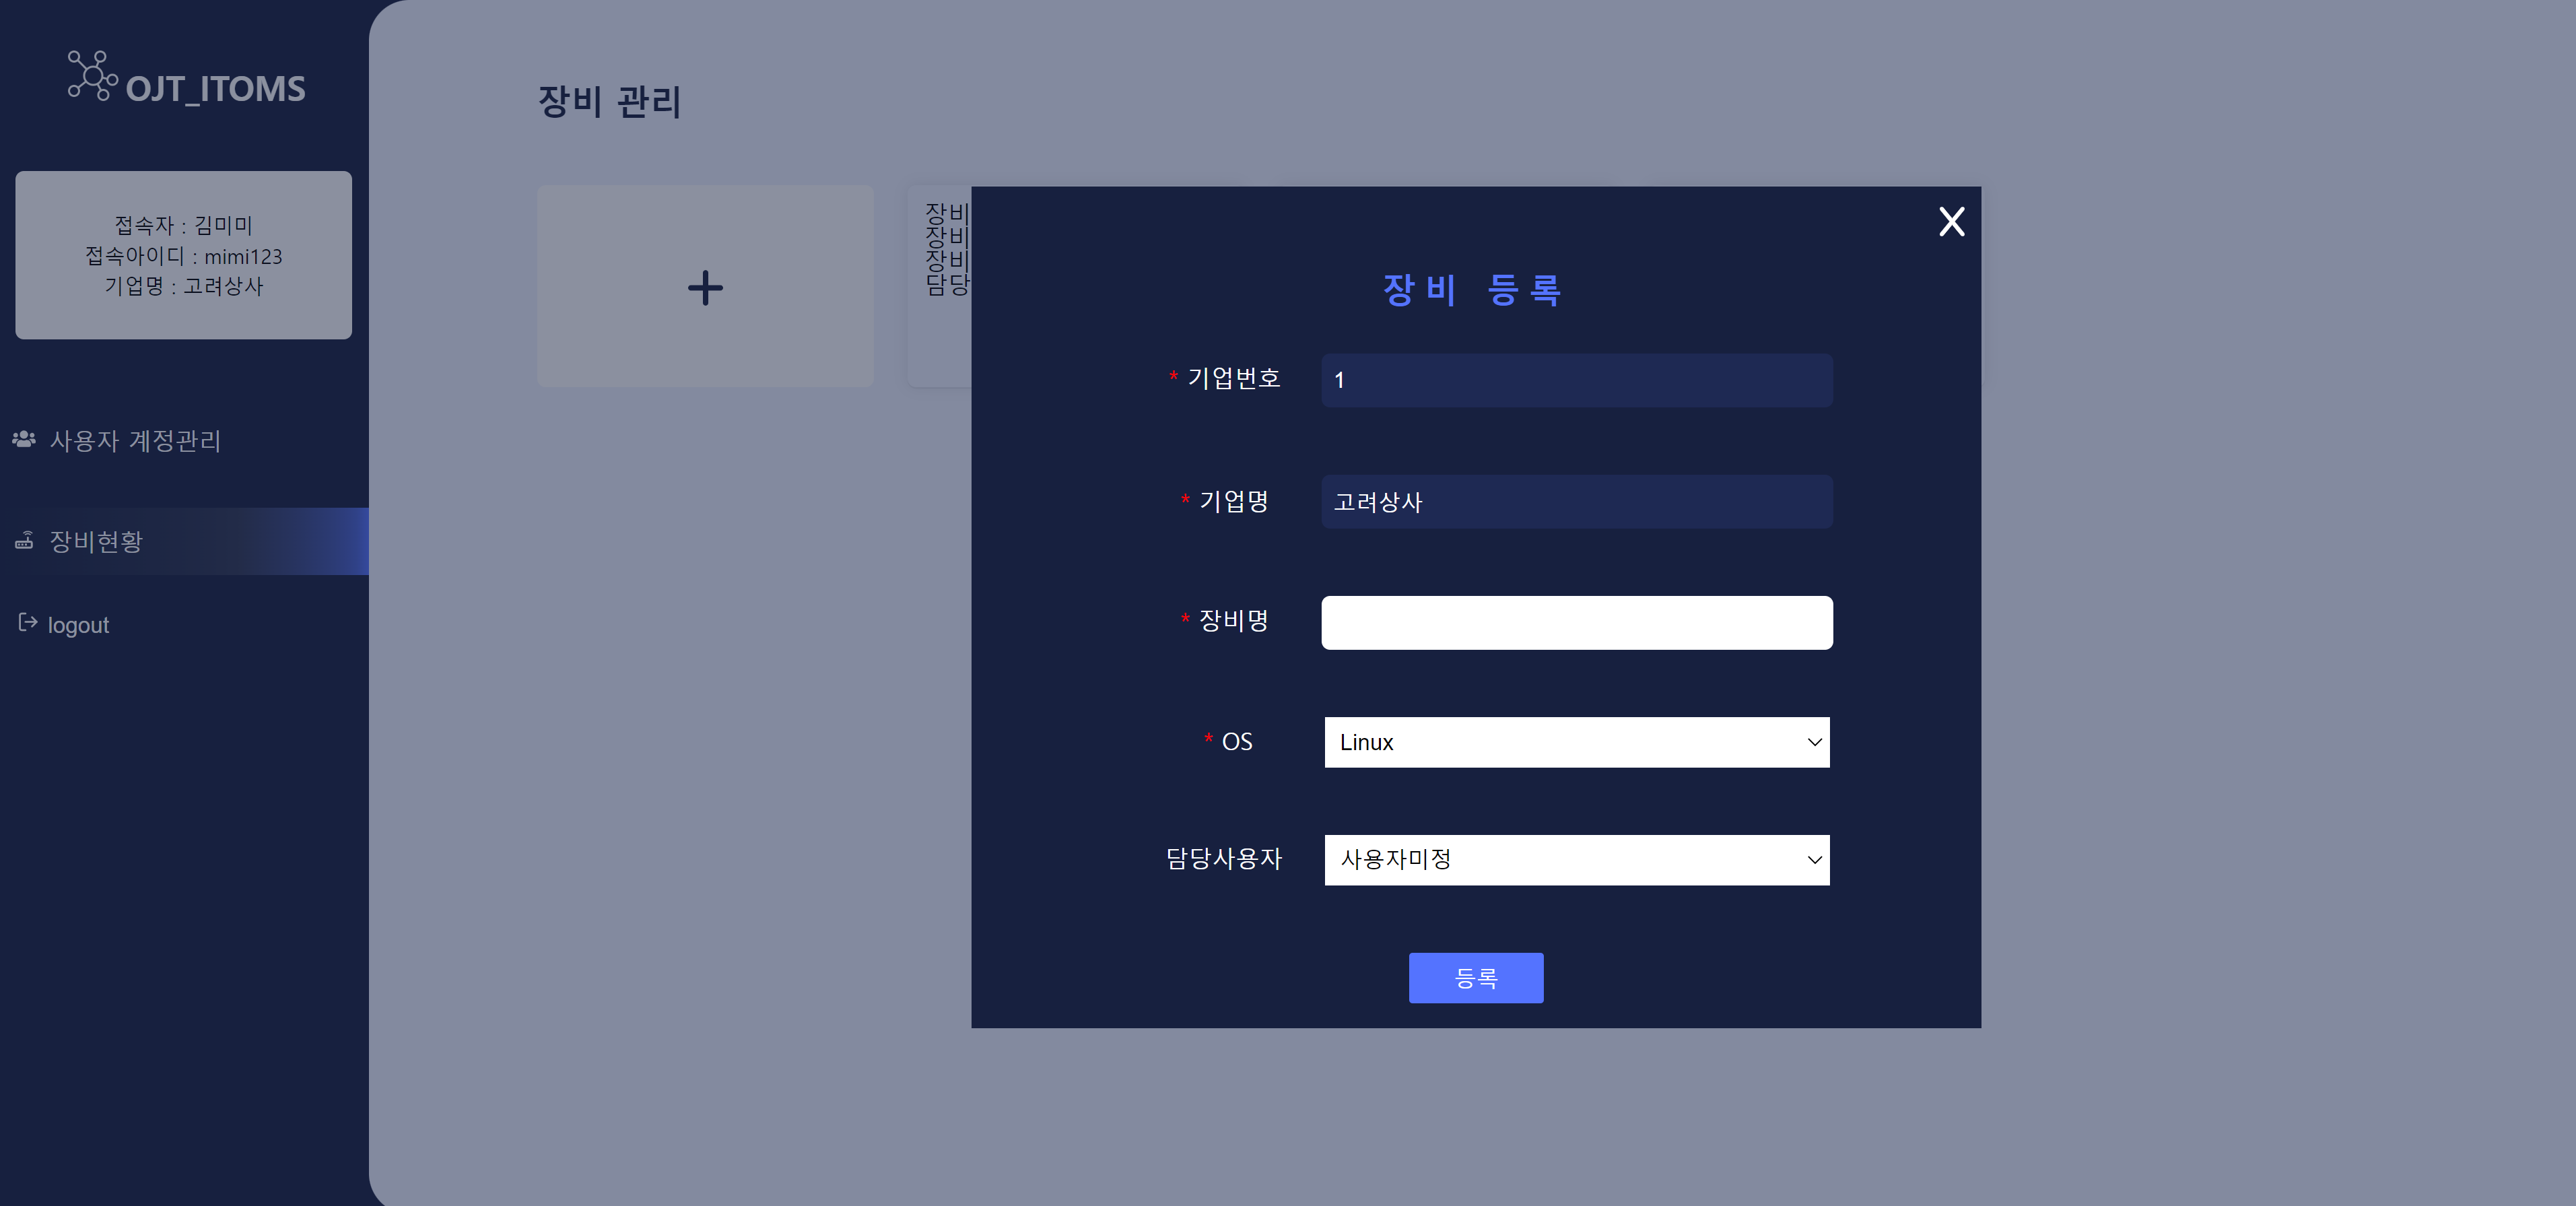 OJT_ITOMS
접속자 : 김미미
접속아이디 : mimi123
기업명 : 고려상사
사용자 계정관리
장비현황
logout
장비 관리
장비
장비
장비
담당
X
장비 등록
* 기업번호
1
* 기업명
고려상사
* 장비명
* OS
Linux
담당사용자
사용자미정
등록